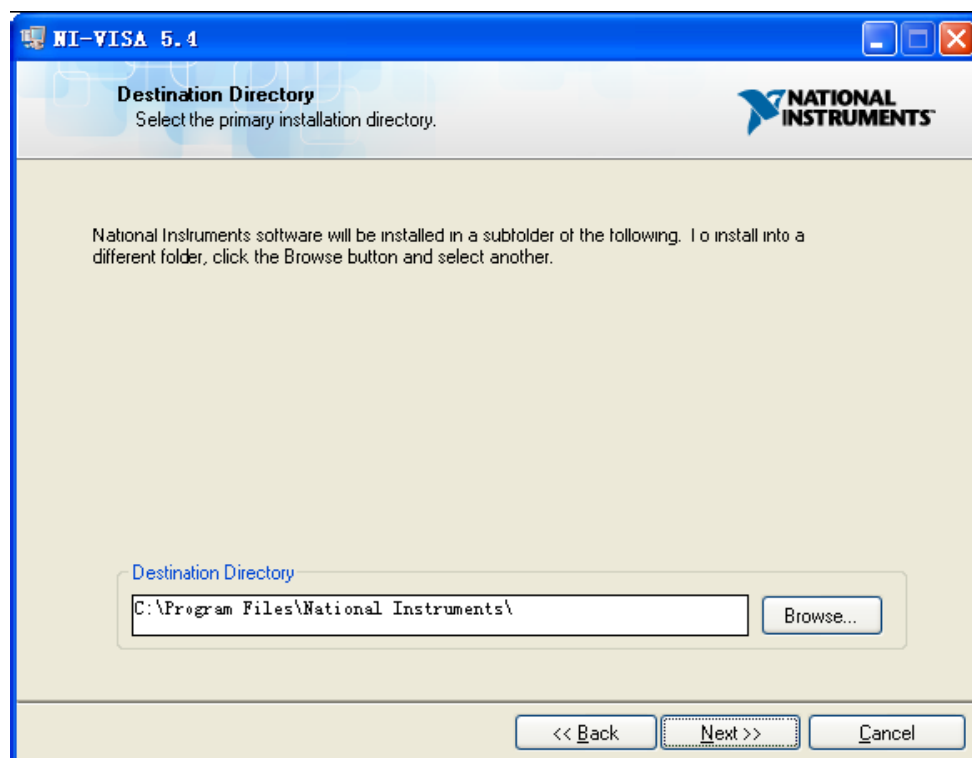 NI-VISA 5.4
Destination Directory
Select the primary installation directory.
NATIONAL
INSTRUMENTS™
National Instruments software will be installed in a subfolder of the following. To install into a
different folder, click the Browse button and select another.
Destination Directory
C:\Program Files\National Instruments\
Browse...
<< Back
Next >>
Cancel